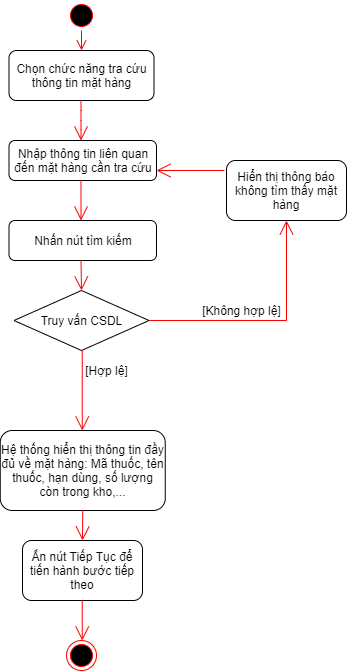 Chọn chức năng tra cứu
thông tin mặt hàng
Nhập thông tin liên quan
đến mặt hàng cần tra cứu
Hiển thị thông báo
không tìm thấy mặt
hàng
Nhấn nút tìm kiếm
[Không hợp lệ]
Truy vấn CSDL
[Hợp lệ]
Hệ thống hiển thị thông tin đầy
đủ về mặt hàng: Mã thuốc, tên
thuốc, hạn dùng, số lượng
còn trong kho,...
Ấn nút Tiếp Tục để
tiến hành bước tiếp
theo